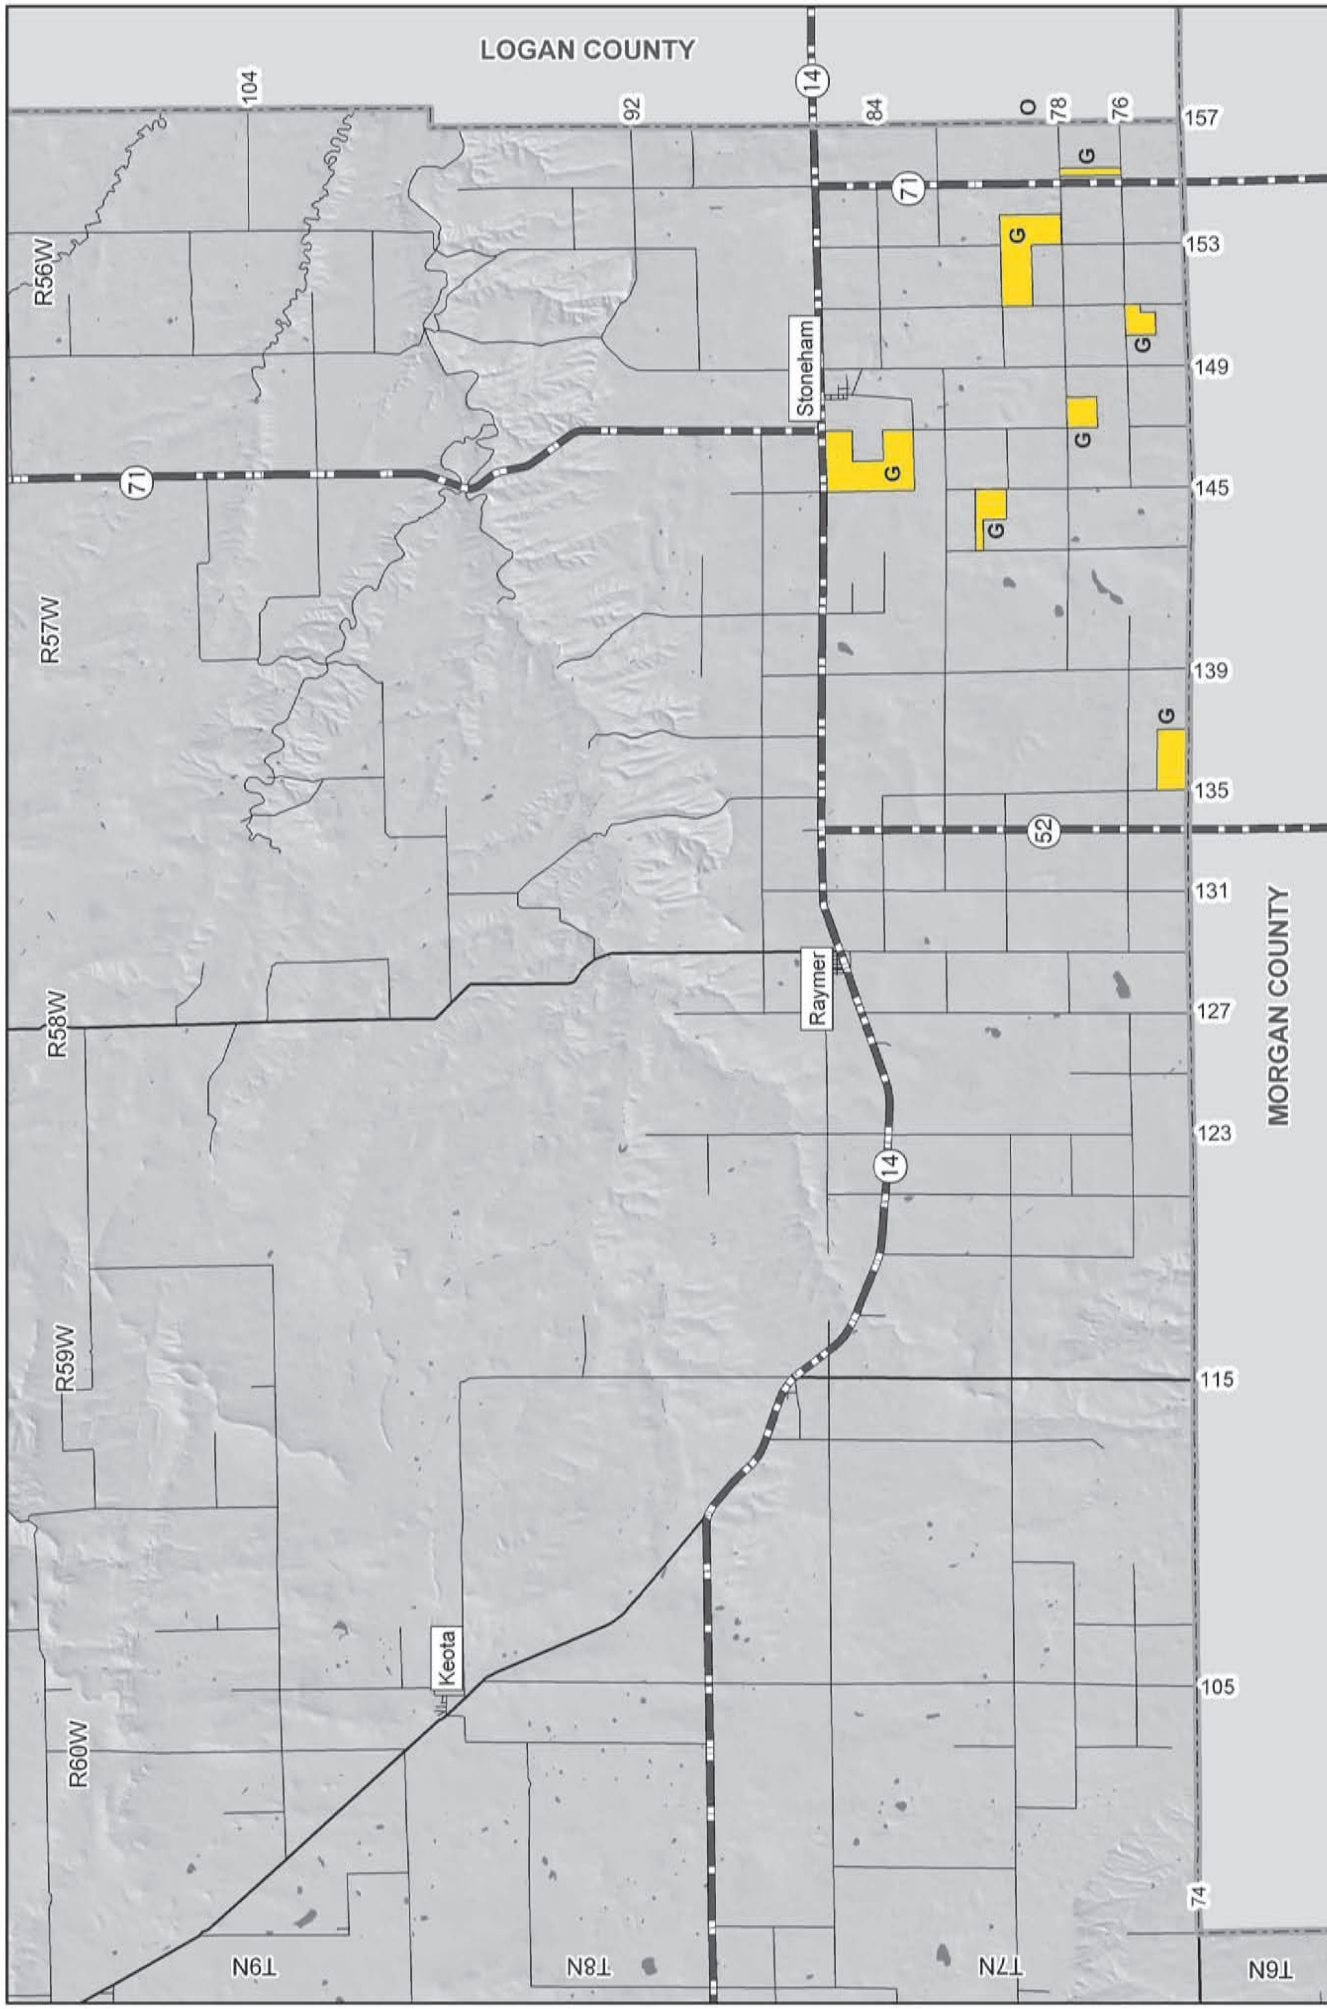 LOGAN COUNTY
104
92
14
84
O
78
76
157
R56W
71
G
G
153
G
149
Stoneham
G
71
G
145
G
R57W
139
G
135
52
131
Raymer
R58W
127
MORGAN COUNTY
123
14
R59W
115
Keota
105
R60W
74
T9N
T8N
T7N
T6N